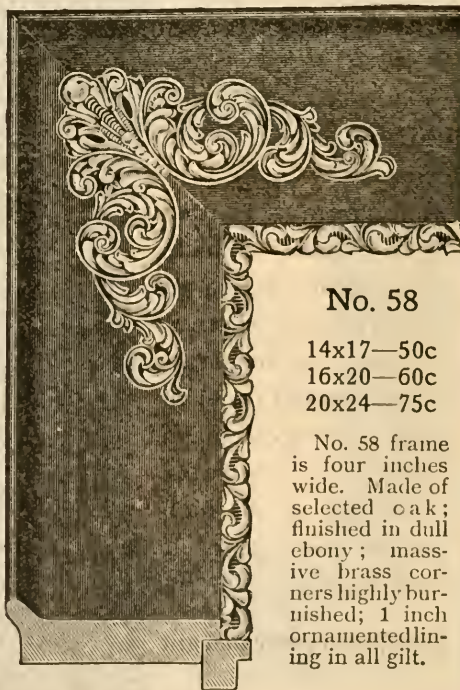 No. 58
14x17—50c
16x20—60c
20x24—75c
No. 58 frame
is four inches
wide. Made of
selected oak;
finished in dull
ebony; mass-
ive brass cor-
ners highly bur-
nished; 1 inch
ornamented lin-
ing in all gilt.